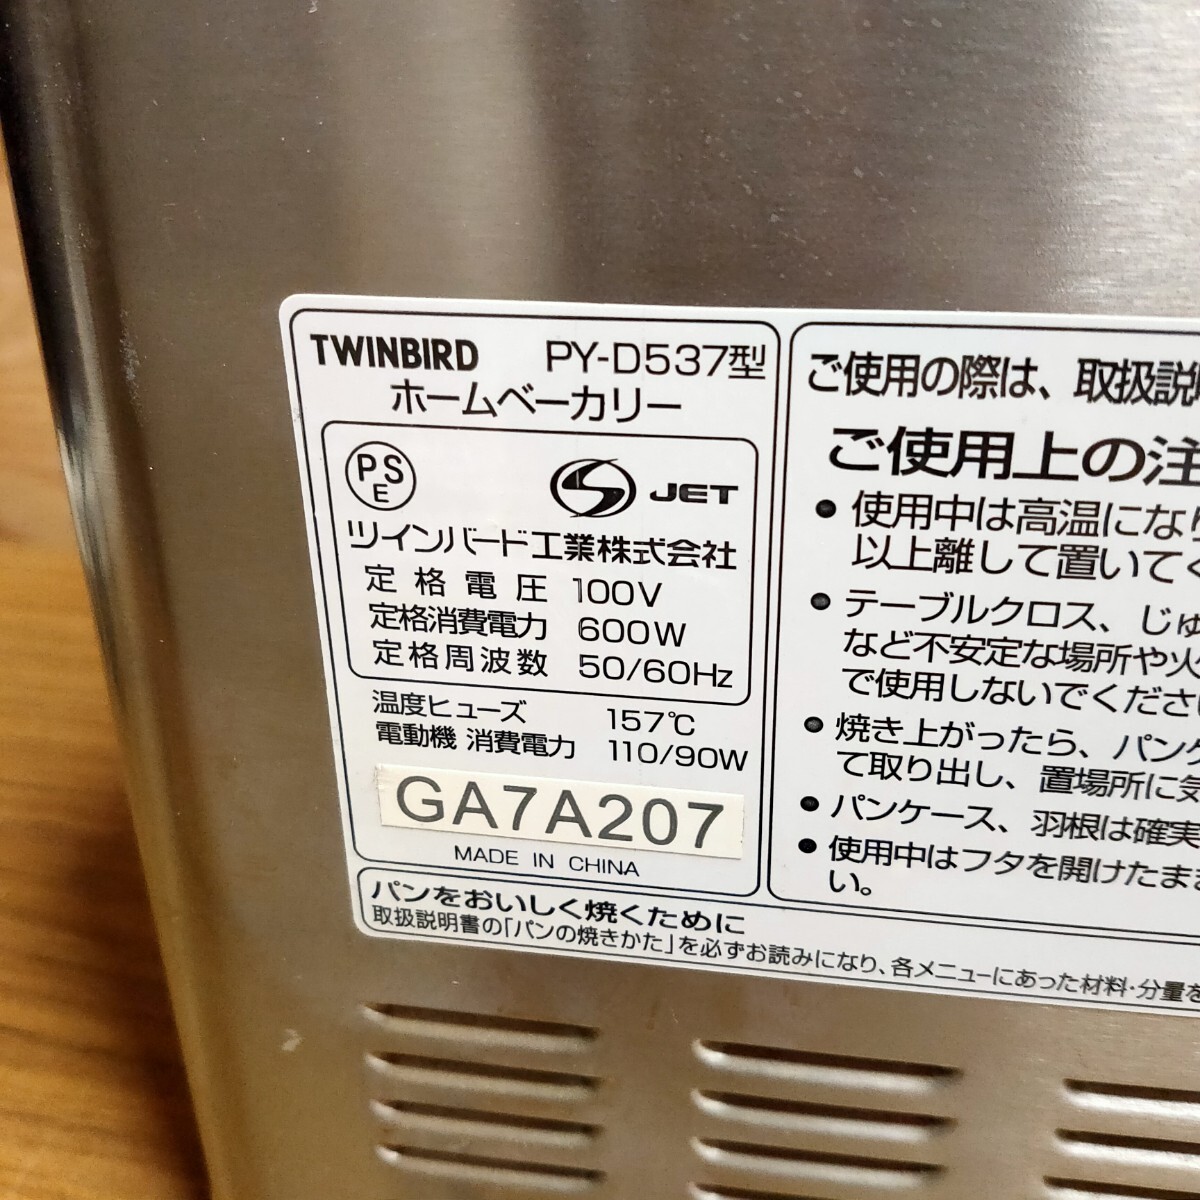 TWINBIRD PY-D537型
ホームベーカリー
PSE
S JET
ツインバード工業株式会社
定格電圧 100V
定格消費電力 600W
定格周波数 50/60Hz
温度ヒューズ 157℃
電動機 消費電力 110/90W
GA7A207
MADE IN CHINA
ご使用の際は、取扱説
ご使用上の注
● 使用中は高温になり
以上離して置いてく
● テーブルクロス、じゅ
など不安定な場所や火
で使用しないでくださ
● 焼き上がったら、パンケ
て取り出し、置場所に気
● パンケース、羽根は確実
● 使用中はフタを開けたまま
い。
パンをおいしく焼くために
取扱説明書の「パンの焼きかた」を必ずお読みになり、各メニューにあった材料・分量を